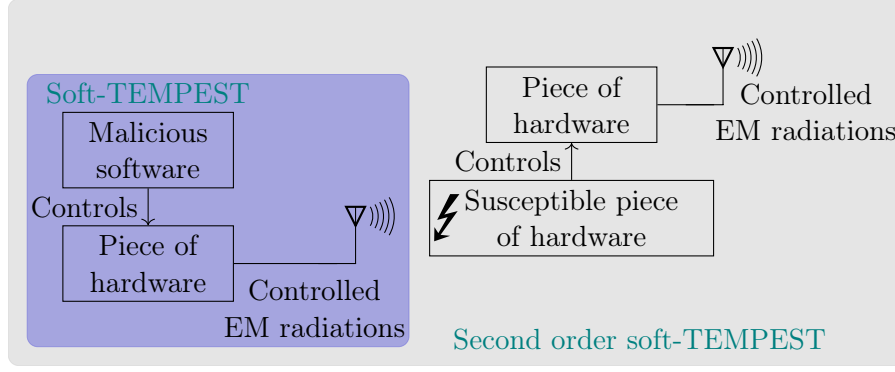 Soft-TEMPEST
Malicious
software
Controls
Piece of
hardware
Controlled
EM radiations
Piece of
hardware
Controlled
EM radiations
Controls
Susceptible piece
of hardware
Second order soft-TEMPEST